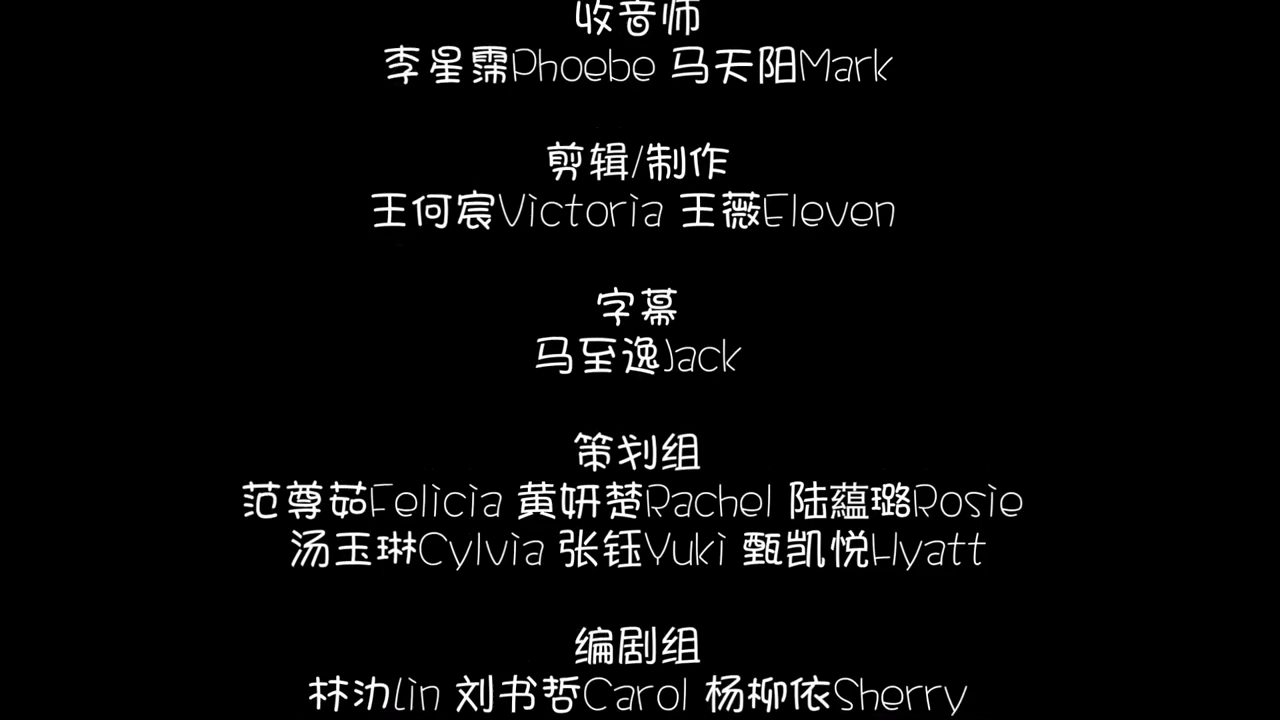 收音师
李星霈Phoebe 马天阳Mark
剪辑/制作
王何宸Victoria 王薇Eleven
字幕
马至逸Jack
策划组
范尊茹Felicia 黄妍楚Rachel 陆蕴璐Rosie
汤玉琳Cylvia 张钰Yuki 甄凯悦Hyatt
编剧组
林氿Lin 刘书哲Carol 杨柳依Sherry